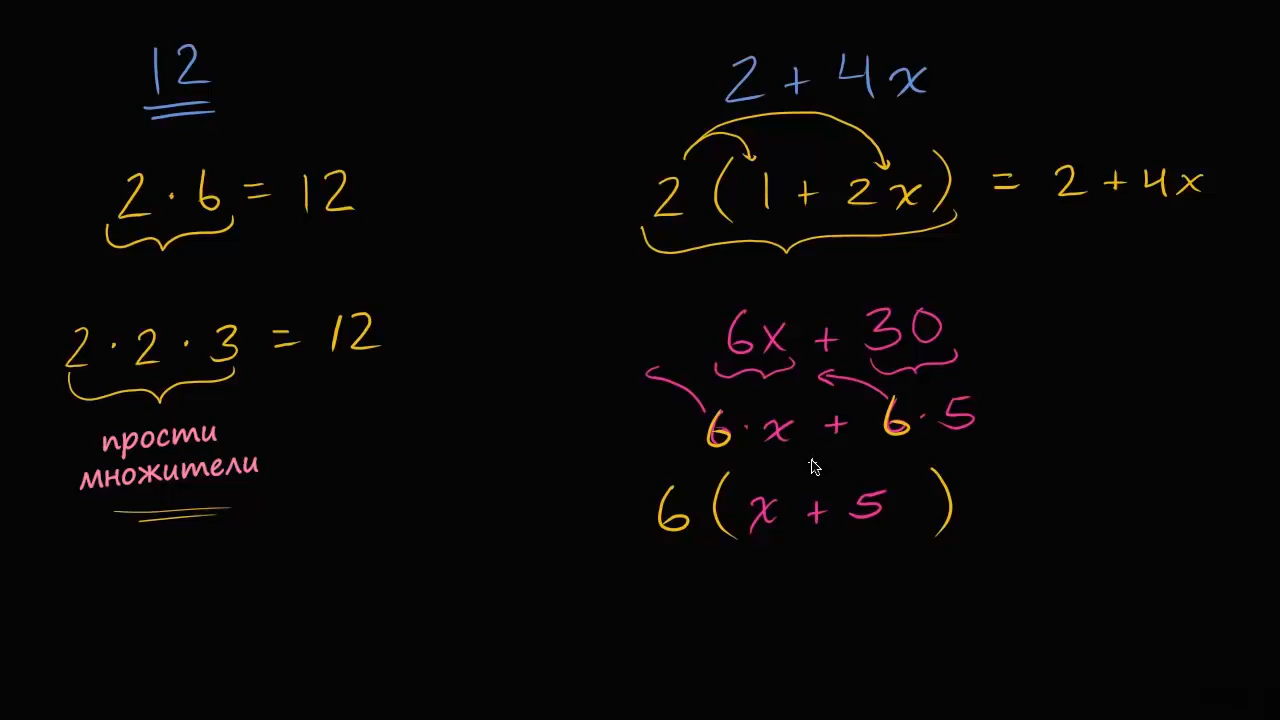 12
2 · 6 = 12
2 · 2 · 3 = 12
прости
множители
2 + 4x
2 (1 + 2x) = 2 + 4x
6x + 30
6 · x + 6 · 5
6 (x + 5)